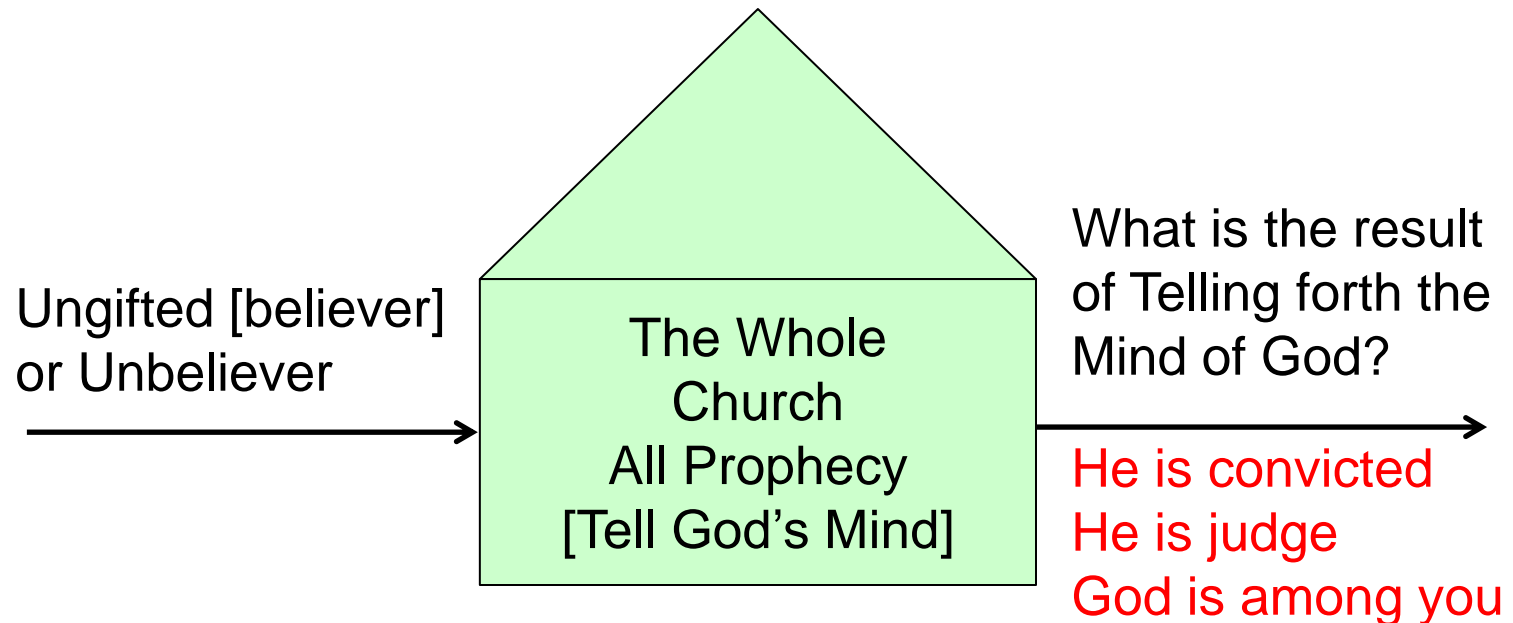 Ungifted [believer]
or Unbeliever
The Whole
Church
All Prophecy
[Tell God’s Mind]
What is the result
of Telling forth the
Mind of God?
He is convicted
He is judge
God is among you